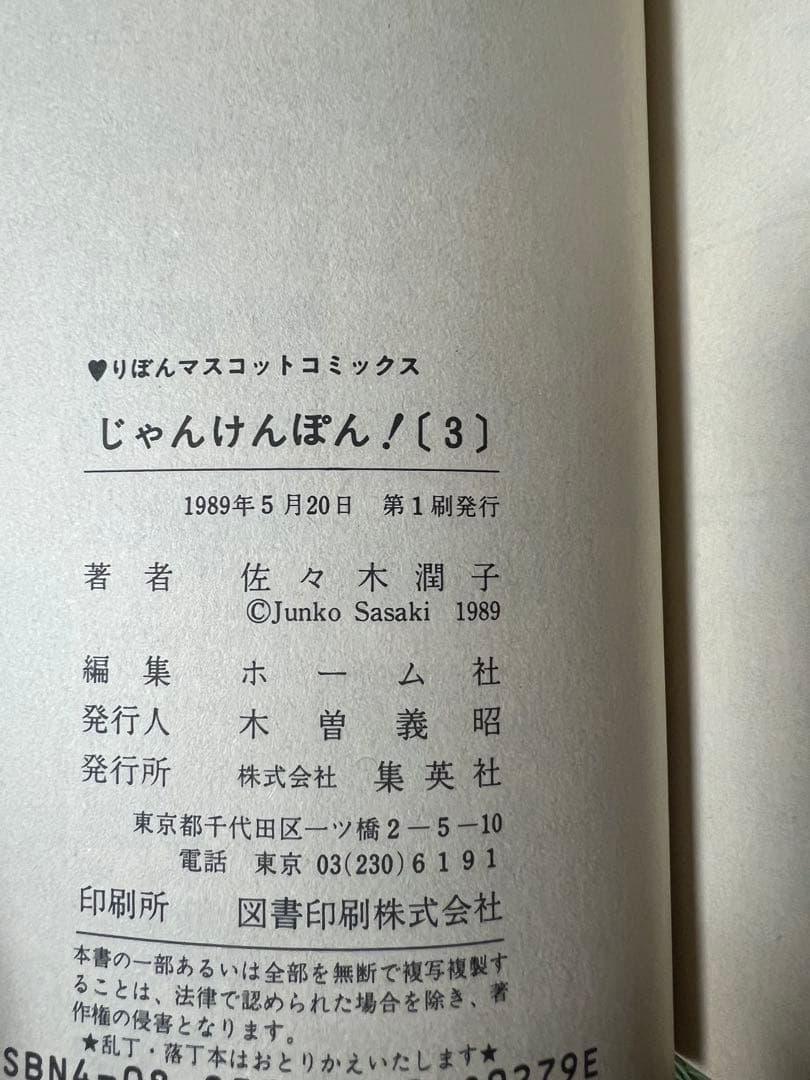 ♥りぼんマスコットコミックス
じゃんけんぽん!〔3〕
1989年5月20日 第1刷発行
著者 佐々木潤子
©Junko Sasaki 1989
編集 ホーム社
発行人 木曽義昭
発行所 株式会社 集英社
東京都千代田区一ツ橋2-5-10
電話 東京 03(230)6191
印刷所 図書印刷株式会社
本書の一部あるいは全部を無断で複写複製す
ることは、法律で認められた場合を除き、著
作権の侵害となります。
★乱丁・落丁本はおとりかえいたします★
SBN4-08